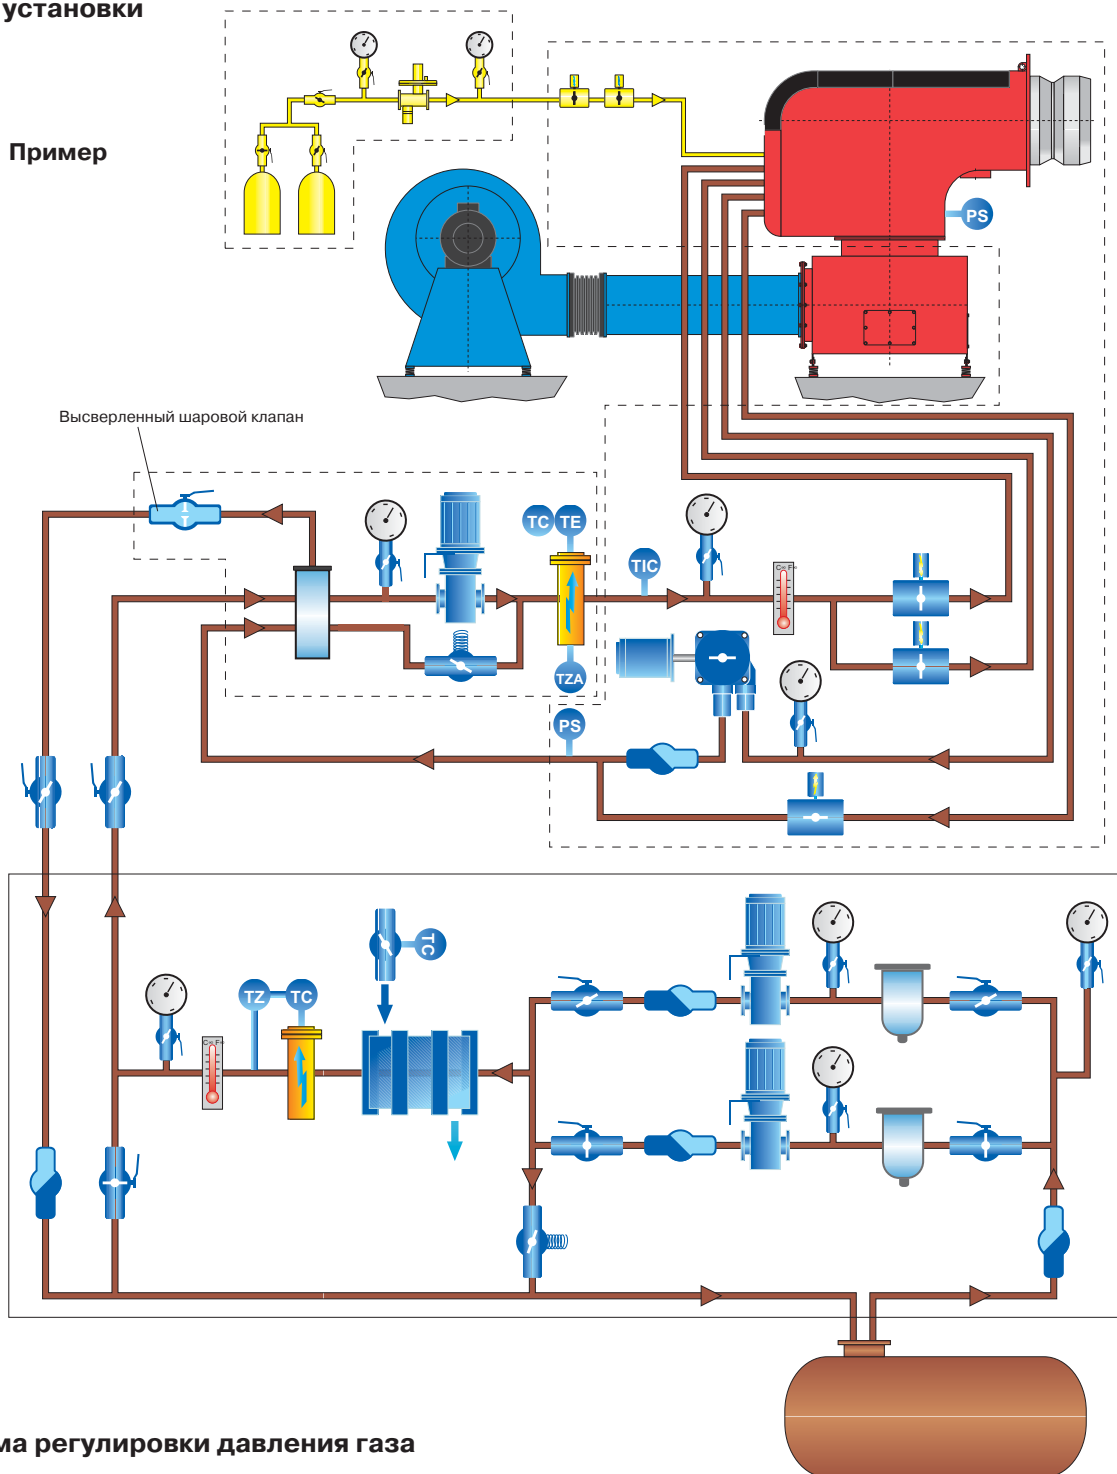 установки
Пример
PS
Высверленный шаровой клапан
TC TE
TIC
C° F°
TZA
PS
TC
TZ TC
C° F°
ма регулировки давления газа